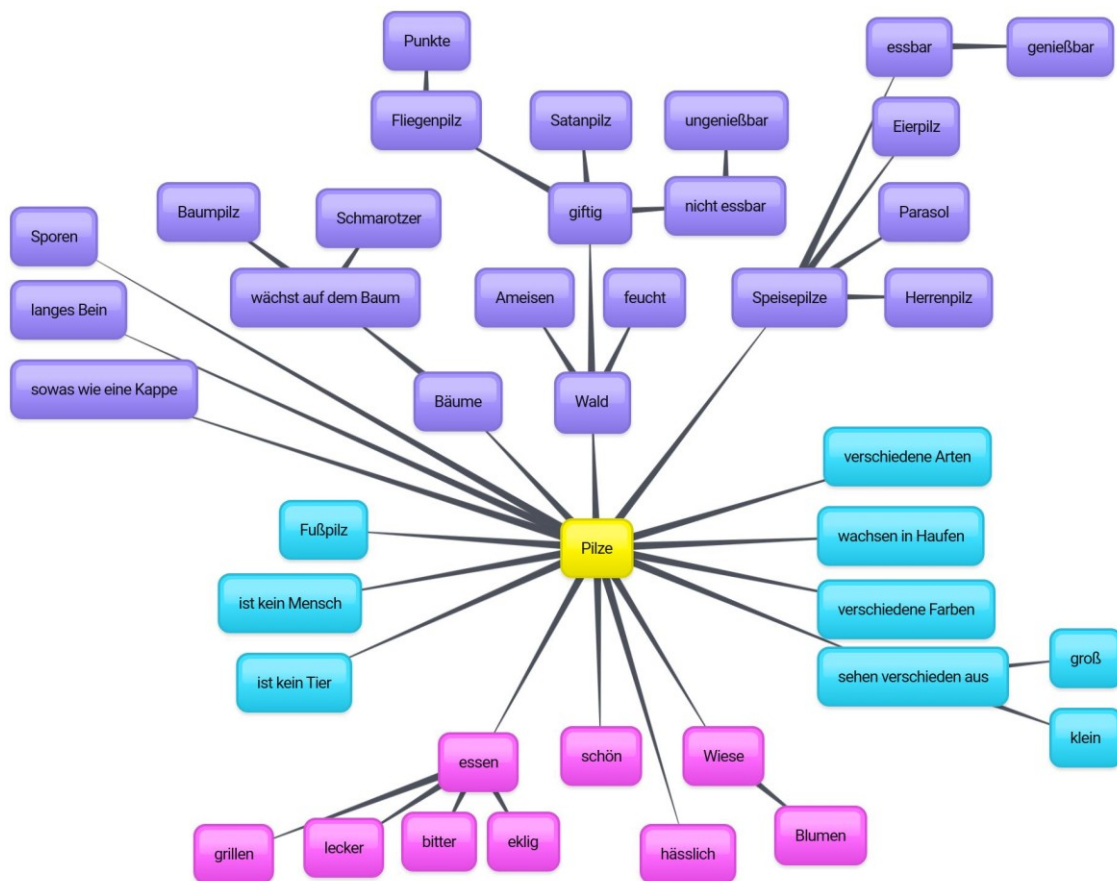 Punkte
essbar
genießbar
Fliegenpilz
Satanpilz
ungenießbar
Eierpilz
Baumpilz
Schmarotzer
giftig
nicht essbar
Parasol
Sporen
langes Bein
wächst auf dem Baum
Ameisen
feucht
Speisepilze
Herrenpilz
sowas wie eine Kappe
Bäume
Wald
verschiedene Arten
Fußpilz
Pilze
wachsen in Haufen
ist kein Mensch
verschiedene Farben
ist kein Tier
sehen verschieden aus
groß
klein
essen
schön
Wiese
grillen
lecker
bitter
eklig
hässlich
Blumen